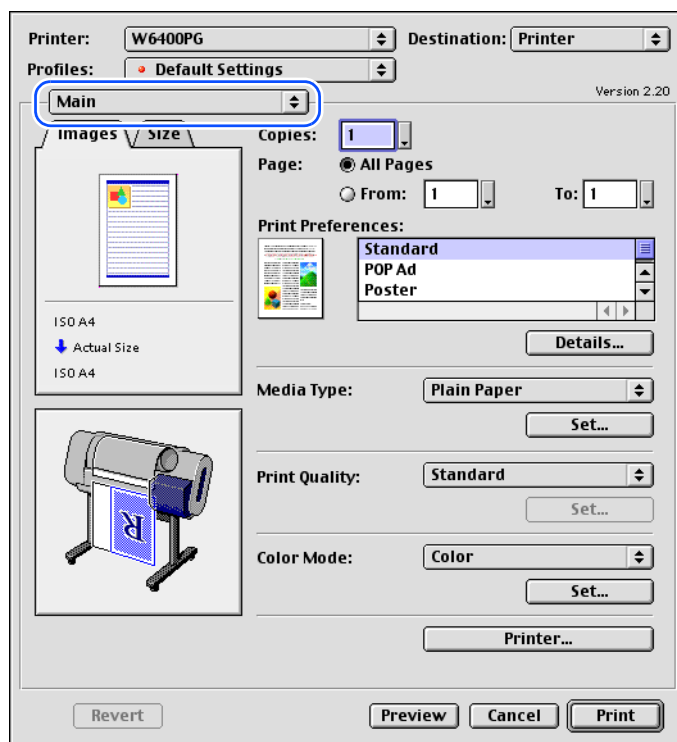 Printer: W6400PG Destination: Printer
Profiles: • Default Settings
Version 2.20
Main
Images Size
Copies: 1
Page: All Pages
From: 1 To: 1
Print Preferences:
Standard
POP Ad
Poster
ISO A4
Actual Size
ISO A4
Details...
Media Type: Plain Paper
Set...
Print Quality: Standard
Set...
Color Mode: Color
Set...
R
Printer...
Revert Preview Cancel Print